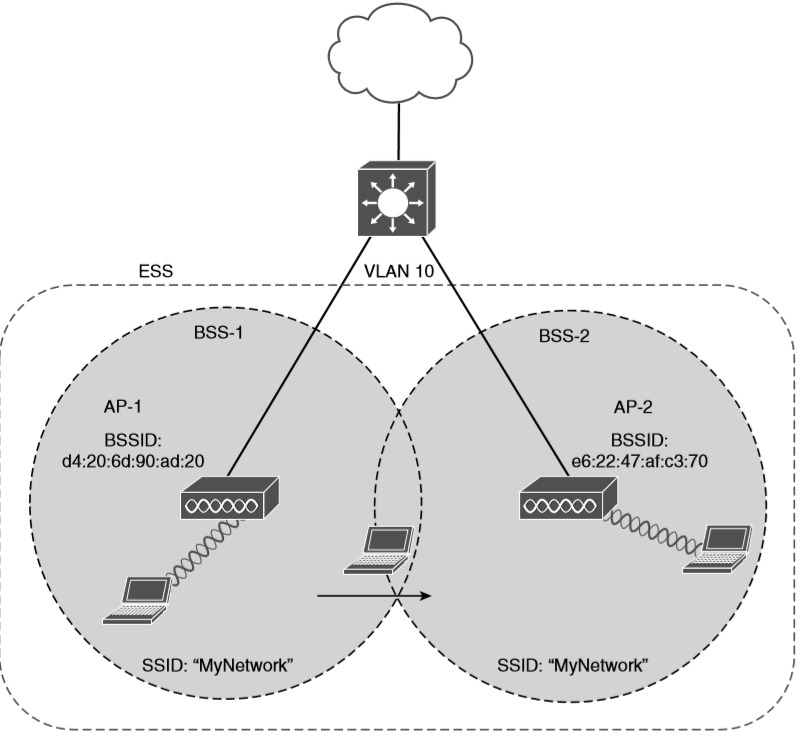 ESS
VLAN 10
BSS-1
BSS-2
AP-1
BSSID:
d4:20:6d:90:ad:20
AP-2
BSSID:
e6:22:47:af:c3:70
SSID: “MyNetwork”
SSID: “MyNetwork”